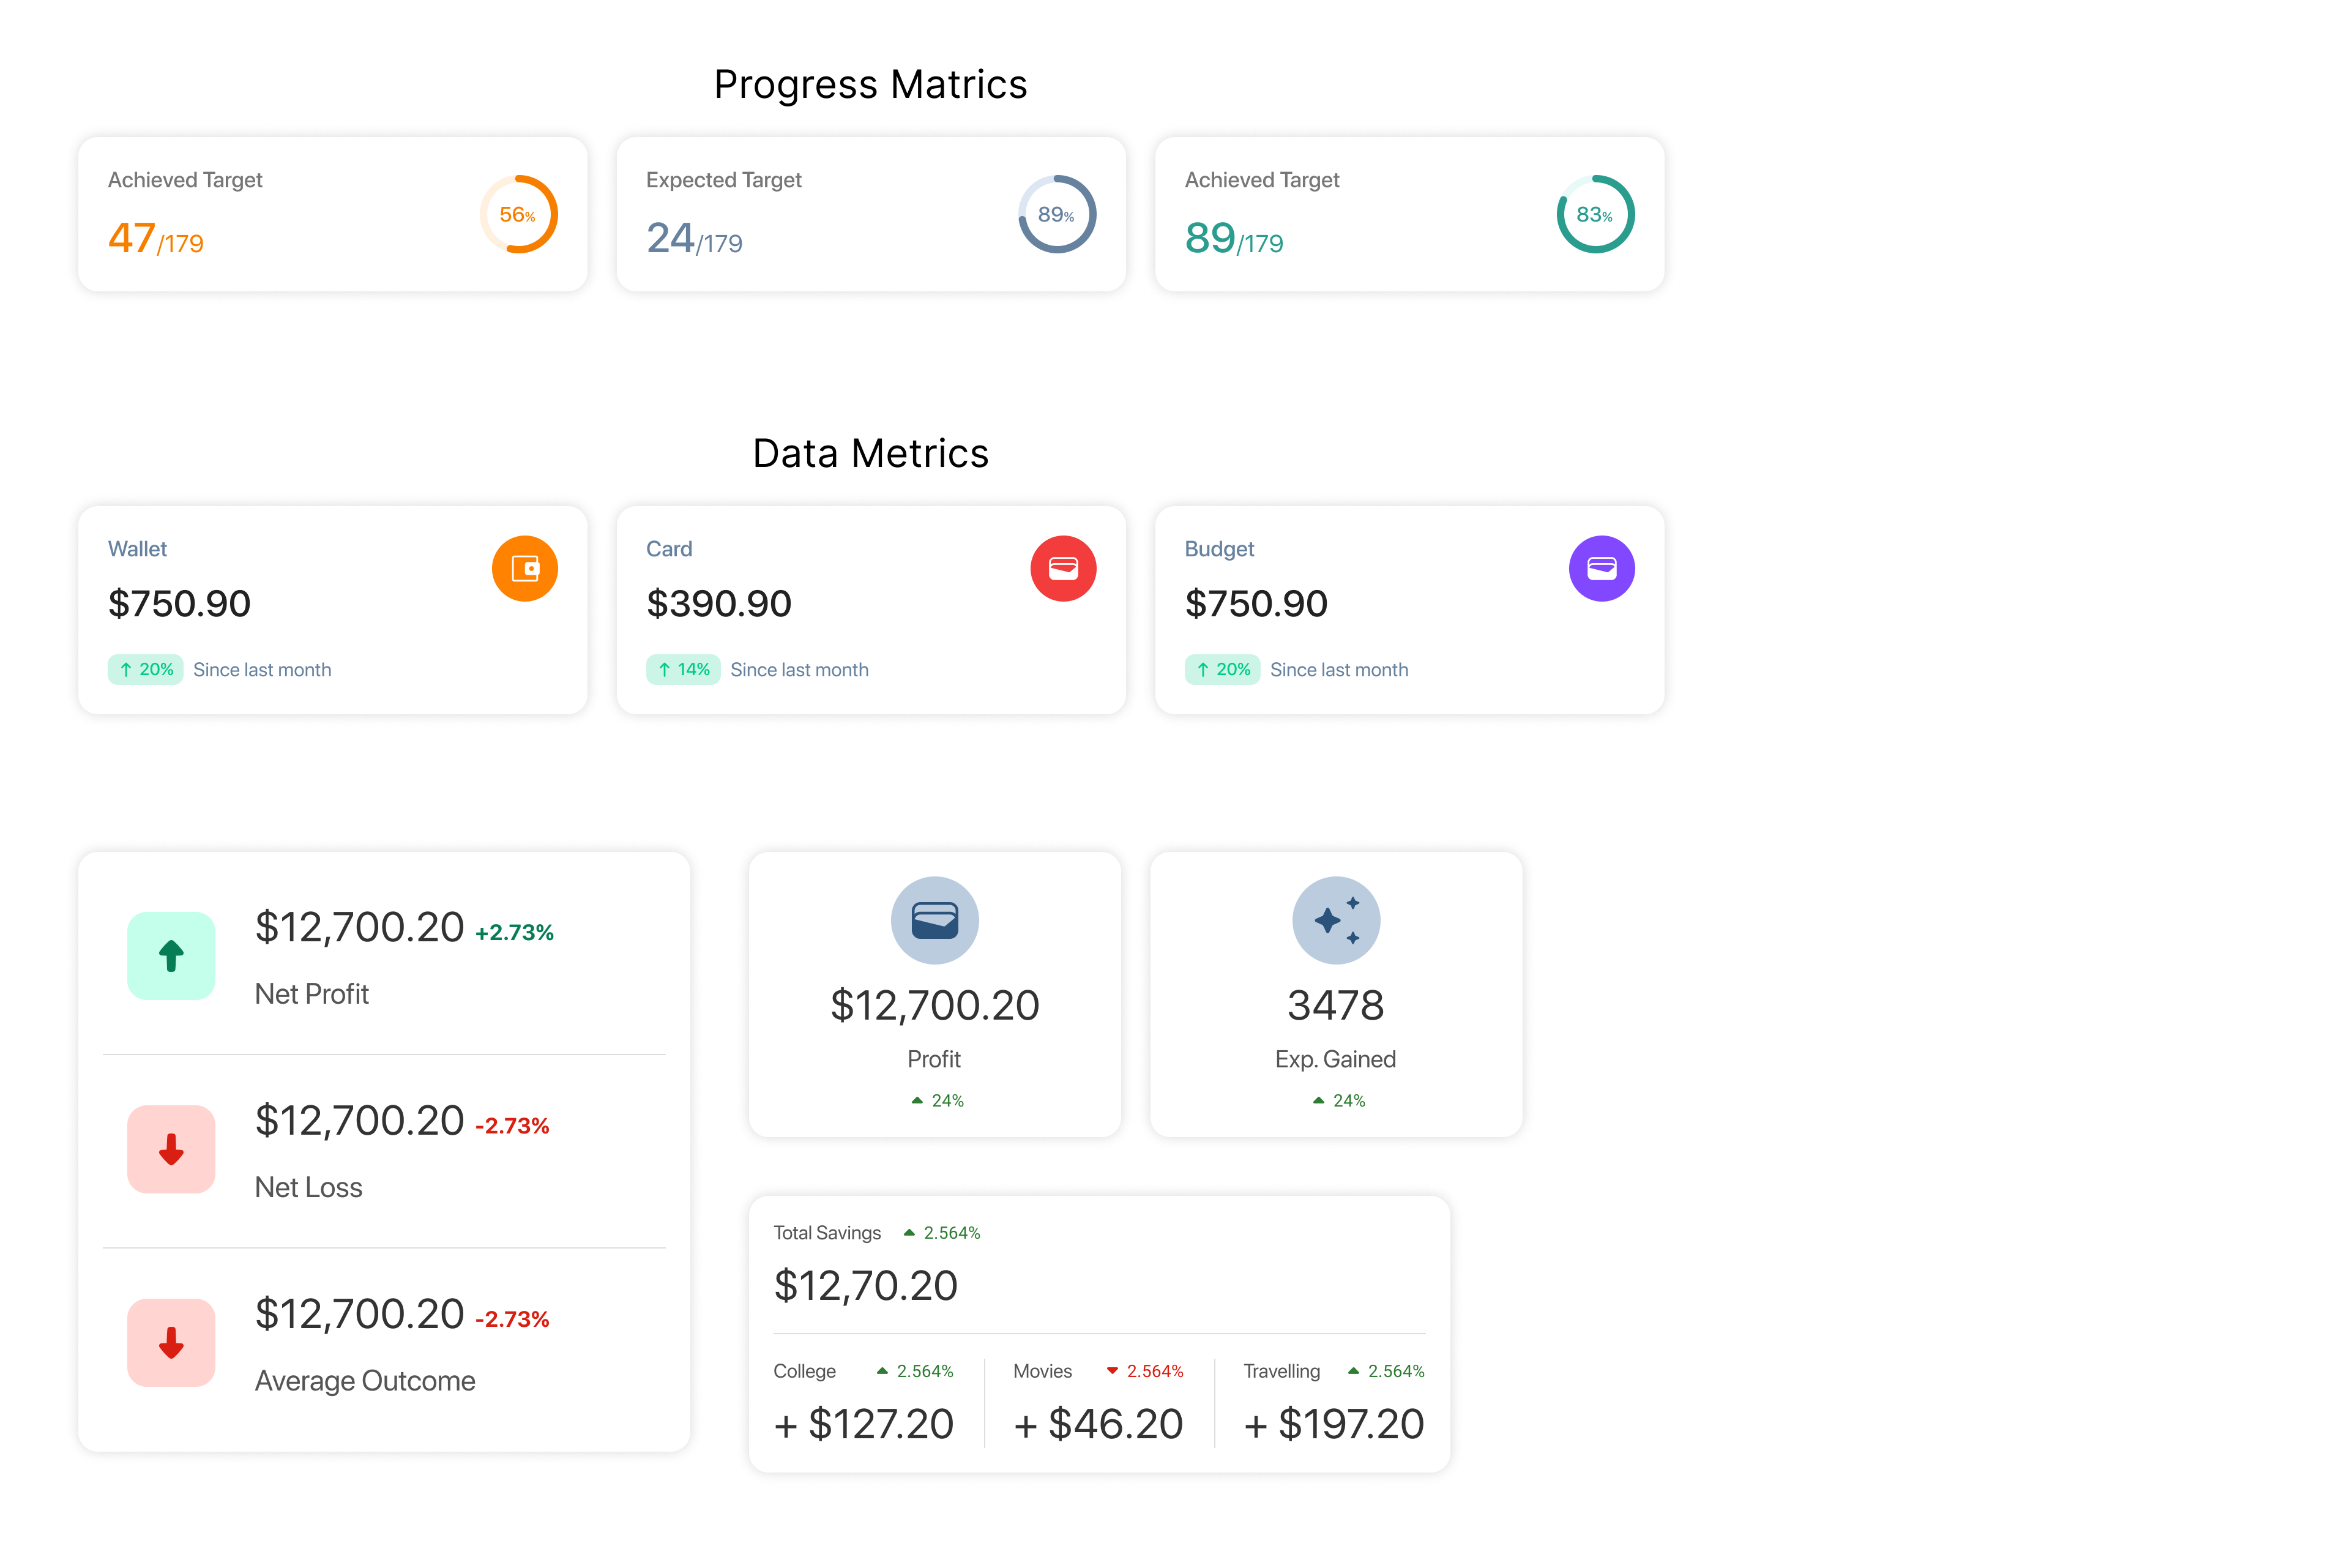 Progress Matrics
Achieved Target
47/179
56%
Expected Target
24/179
89%
Achieved Target
89/179
83%
Data Metrics
Wallet
$750.90
20% Since last month
Card
$390.90
14% Since last month
Budget
$750.90
20% Since last month
$12,700.20 +2.73%
Net Profit
$12,700.20 -2.73%
Net Loss
$12,700.20 -2.73%
Average Outcome
$12,700.20
Profit
24%
3478
Exp. Gained
24%
Total Savings 2.564%
$12,70.20
College 2.564%
+ $127.20
Movies 2.564%
+ $46.20
Travelling 2.564%
+ $197.20